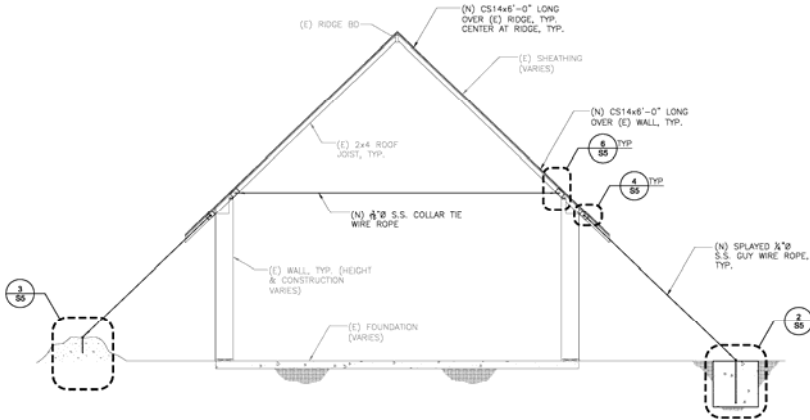 (E) RIDGE BD
(N) CS14x6'-0" LONG
OVER (E) RIDGE, TYP.
CENTER AT RIDGE, TYP.
(E) SHEATHING
(VARIES)
(N) CS14x6'-0" LONG
OVER (E) WALL, TYP.
(E) 2x4 ROOF
JOIST, TYP.
6
S5
TYP
4
S5
TYP
(N) "Ø S.S. COLLAR TIE
WIRE ROPE
(N) SPLAYED ¼"Ø
S.S. GUY WIRE ROPE,
TYP.
(E) WALL, TYP. (HEIGHT
& CONSTRUCTION
VARIES)
3
S5
2
S5
(E) FOUNDATION
(VARIES)